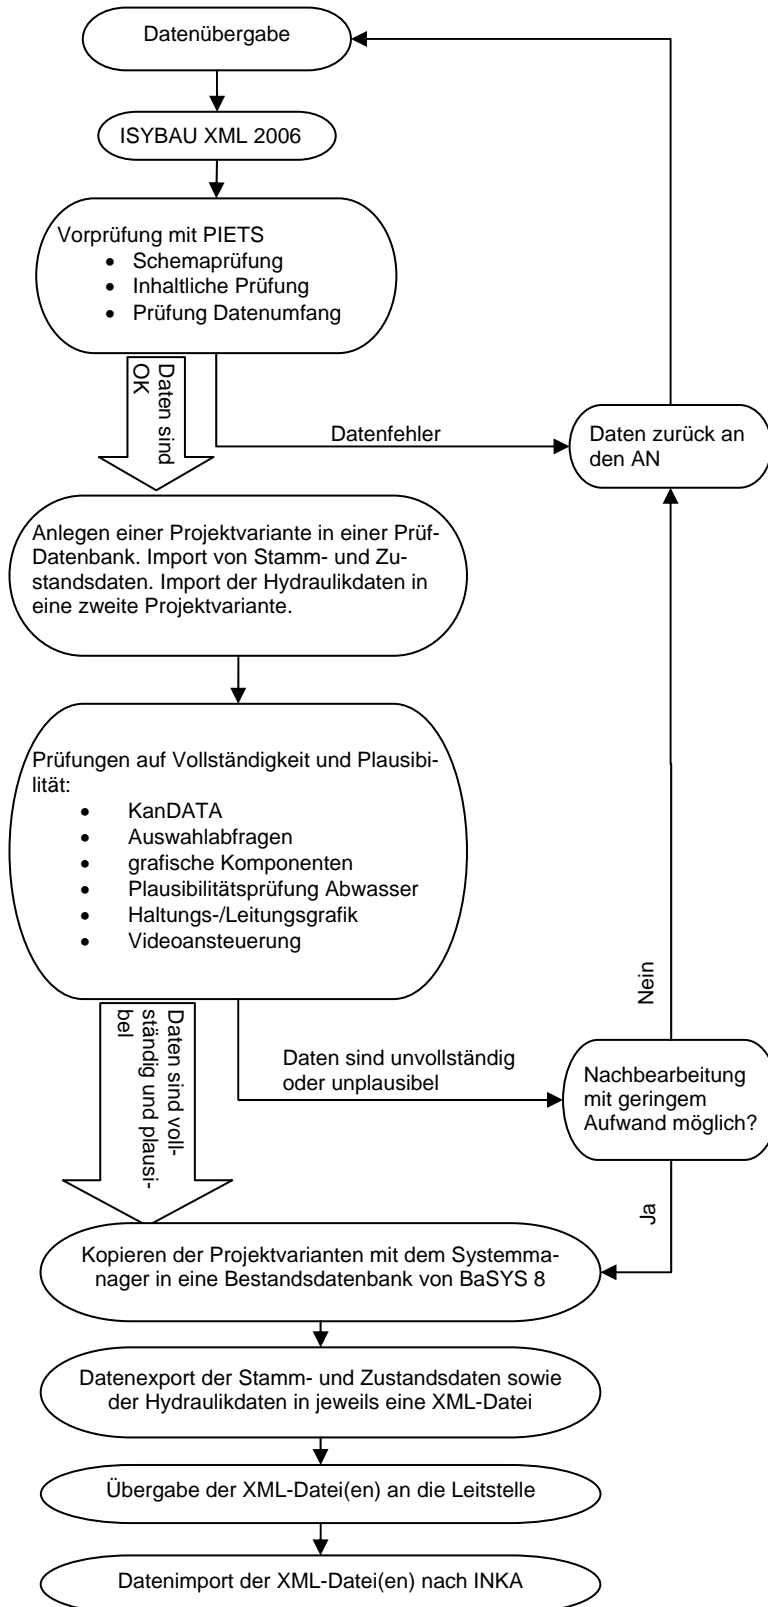 Datenübergabe
ISYBAU XML 2006
Vorprüfung mit PIETS
• Schemaprüfung
• Inhaltliche Prüfung
• Prüfung Datenumfang
Daten sind
OK
Datenfehler
Daten zurück an
den AN
Anlegen einer Projektvariante in einer Prüf-
Datenbank. Import von Stamm- und Zu-
standsdaten. Import der Hydraulikdaten in
eine zweite Projektvariante.
Prüfungen auf Vollständigkeit und Plausibi-
lität:
• KanDATA
• Auswahlabfragen
• grafische Komponenten
• Plausibilitätsprüfung Abwasser
• Haltungs-/Leitungsgrafik
• Videoansteuerung
Daten sind voll-
ständig und plausi-
bel
Daten sind unvollständig
oder unplausibel
Nein
Nachbearbeitung
mit geringem
Aufwand möglich?
Ja
Kopieren der Projektvarianten mit dem Systemma-
nager in eine Bestandsdatenbank von BaSYS 8
Datenexport der Stamm- und Zustandsdaten sowie
der Hydraulikdaten in jeweils eine XML-Datei
Übergabe der XML-Datei(en) an die Leitstelle
Datenimport der XML-Datei(en) nach INKA